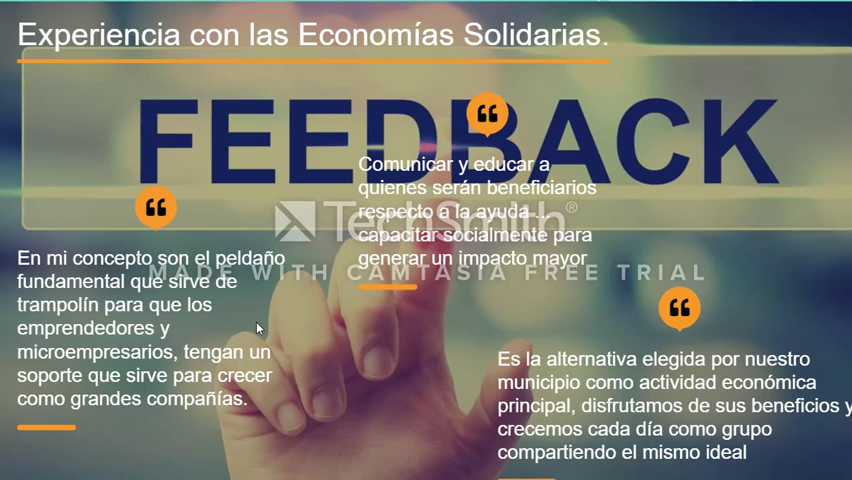 Experiencia con las Economías Solidarias.
FEEDBACK
Comunicar y educar a
quienes serán beneficiarios
respecto a la ayuda ...
capacitar socialmente para
generar un impacto mayor
TechSmith®
MADE WITH CAMTASIA FREE TRIAL
En mi concepto son el peldaño
fundamental que sirve de
trampolín para que los
emprendedores y
microempresarios, tengan un
soporte que sirve para crecer
como grandes compañías.
Es la alternativa elegida por nuestro
municipio como actividad económica
principal, disfrutamos de sus beneficios y
crecemos cada día como grupo
compartiendo el mismo ideal